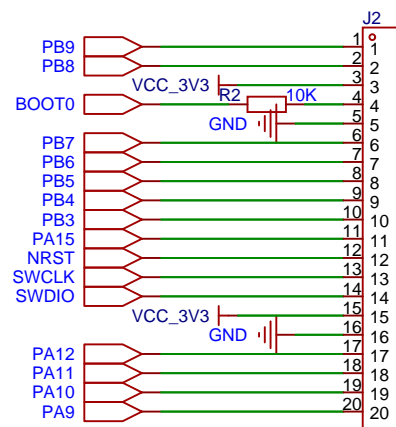 J2
PB9 1 1
PB8 2 2
VCC_3V3 3 3
BOOT0 R2 10K 4 4
GND 5 5
PB7 6 6
PB6 7 7
PB5 8 8
PB4 9 9
PB3 10 10
PA15 11 11
NRST 12 12
SWCLK 13 13
SWDIO 14 14
VCC_3V3 15 15
GND 16 16
PA12 17 17
PA11 18 18
PA10 19 19
PA9 20 20